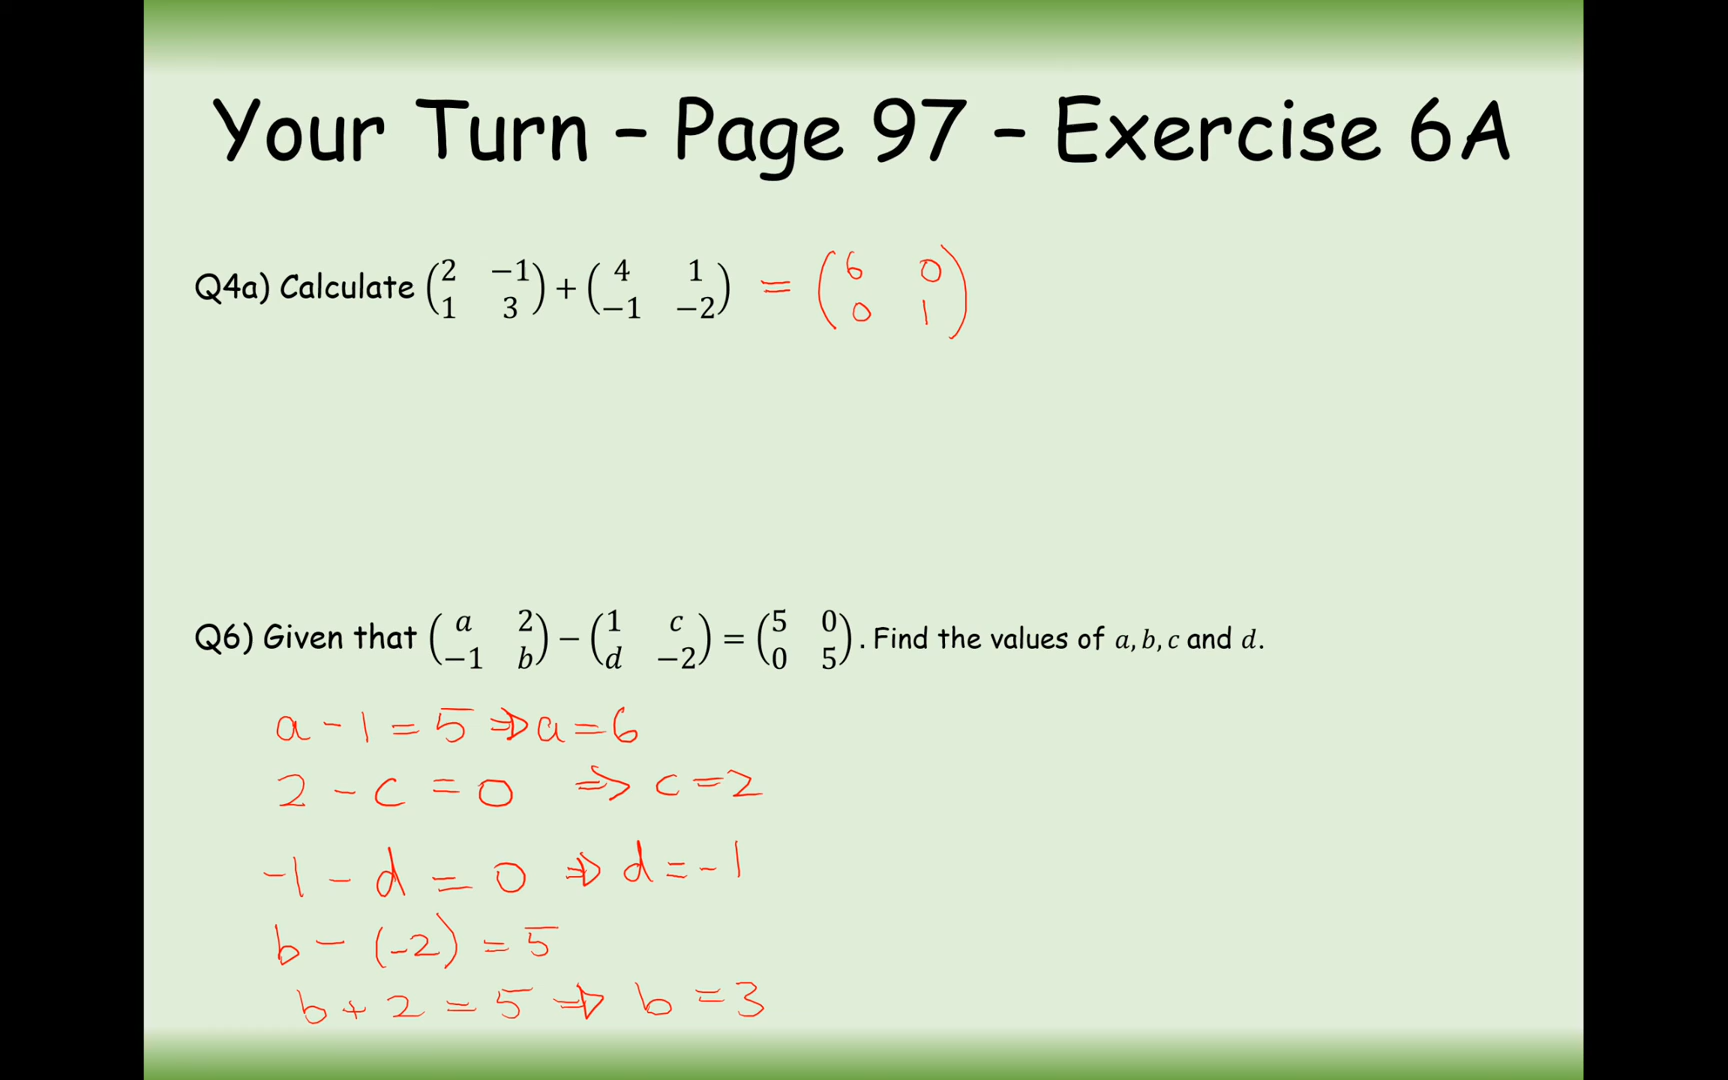 Your Turn – Page 97 – Exercise 6A
Q4a) Calculate (2 −1; 1 3) + (4 1; −1 −2) = (6 0; 0 1)
Q6) Given that (a 2; −1 b) − (1 c; d −2) = (5 0; 0 5). Find the values of a, b, c and d.
a − 1 = 5 ⇒ a = 6
2 − c = 0 ⇒ c = 2
-1 − d = 0 ⇒ d = -1
b − (-2) = 5
b + 2 = 5 ⇒ b = 3